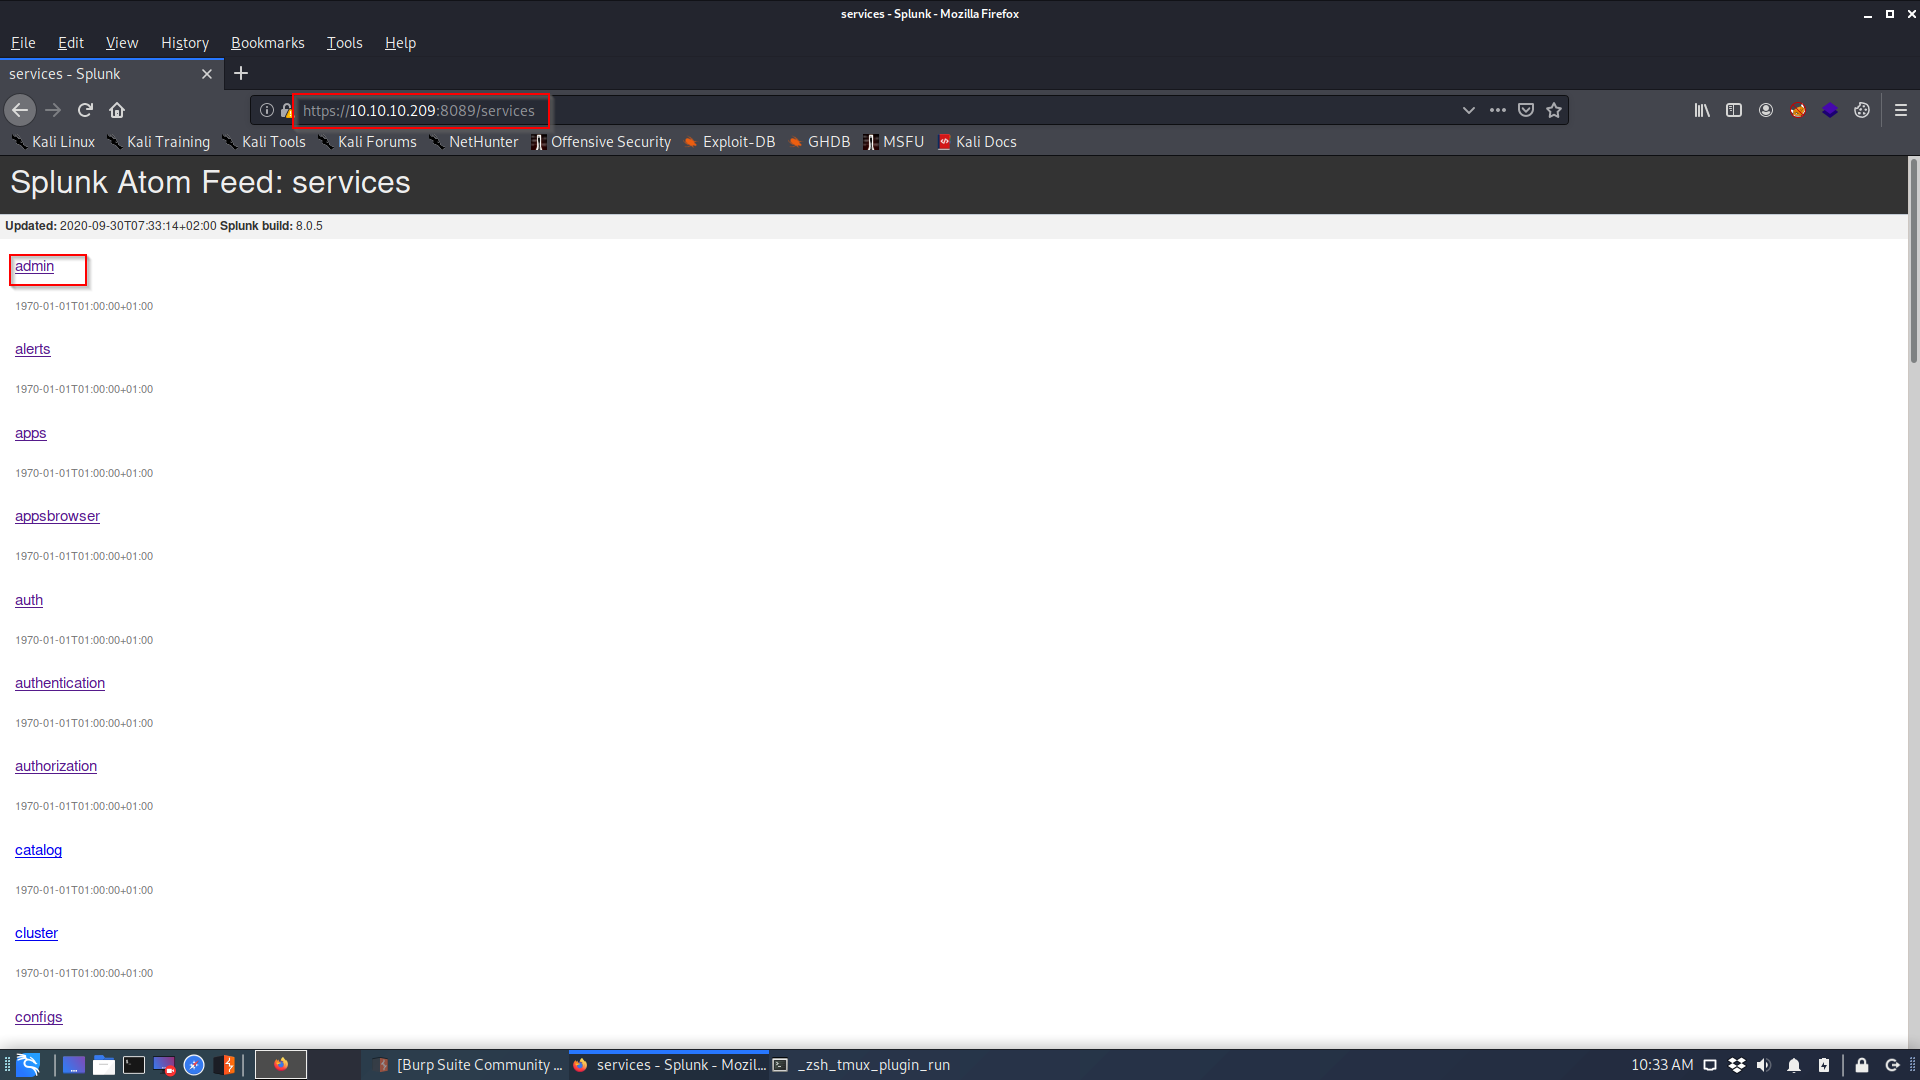 services - Splunk - Mozilla Firefox
File Edit View History Bookmarks Tools Help
services - Splunk
https://10.10.10.209:8089/services
Kali Linux Kali Training Kali Tools Kali Forums NetHunter Offensive Security Exploit-DB GHDB MSFU Kali Docs
Splunk Atom Feed: services
Updated: 2020-09-30T07:33:14+02:00 Splunk build: 8.0.5
admin
1970-01-01T01:00:00+01:00
alerts
1970-01-01T01:00:00+01:00
apps
1970-01-01T01:00:00+01:00
appsbrowser
1970-01-01T01:00:00+01:00
auth
1970-01-01T01:00:00+01:00
authentication
1970-01-01T01:00:00+01:00
authorization
1970-01-01T01:00:00+01:00
catalog
1970-01-01T01:00:00+01:00
cluster
1970-01-01T01:00:00+01:00
configs
[Burp Suite Community ... services - Splunk - Mozil... _zsh_tmux_plugin_run 10:33 AM